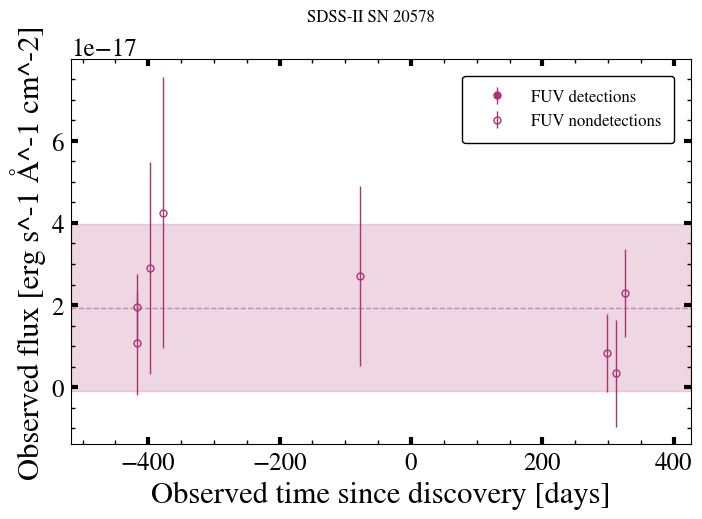 SDSS-II SN 20578
1e−17
FUV detections
FUV nondetections
6
4
2
0
Observed flux [erg s^-1 Å^-1 cm^-2]
−400
−200
0
200
400
Observed time since discovery [days]